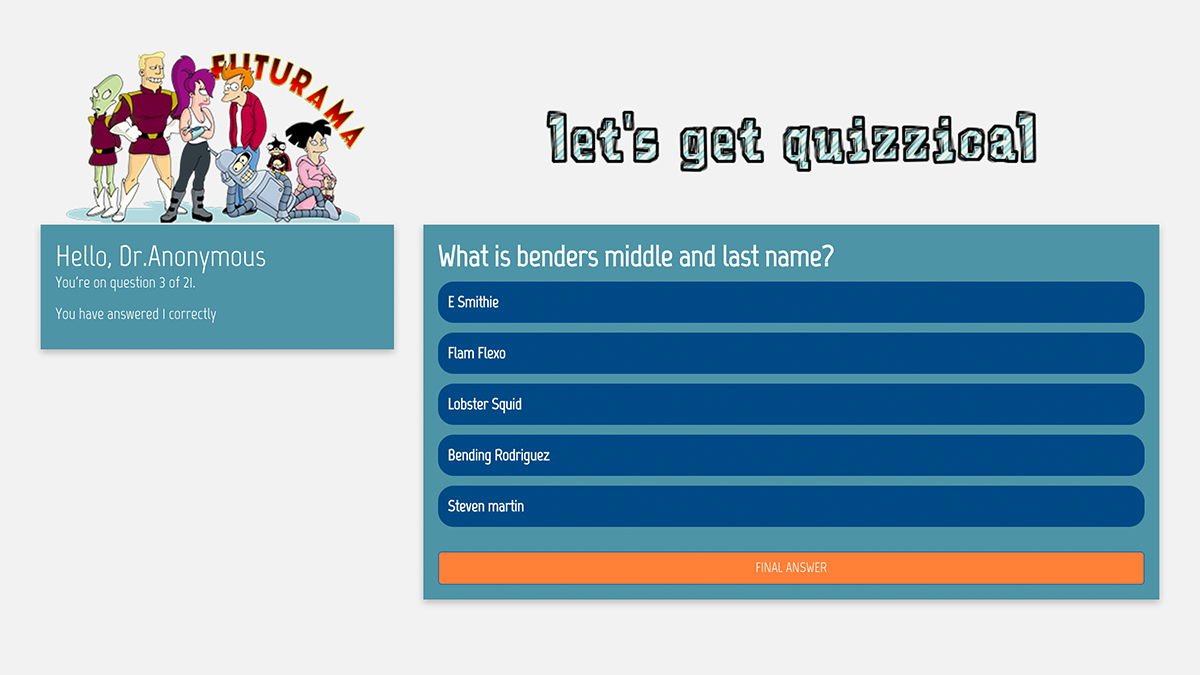 FUTURAMA
let's get quizzical
Hello, Dr.Anonymous
You're on question 3 of 21.
You have answered 1 correctly
What is benders middle and last name?
E Smithie
Flam Flexo
Lobster Squid
Bending Rodriguez
Steven martin
FINAL ANSWER